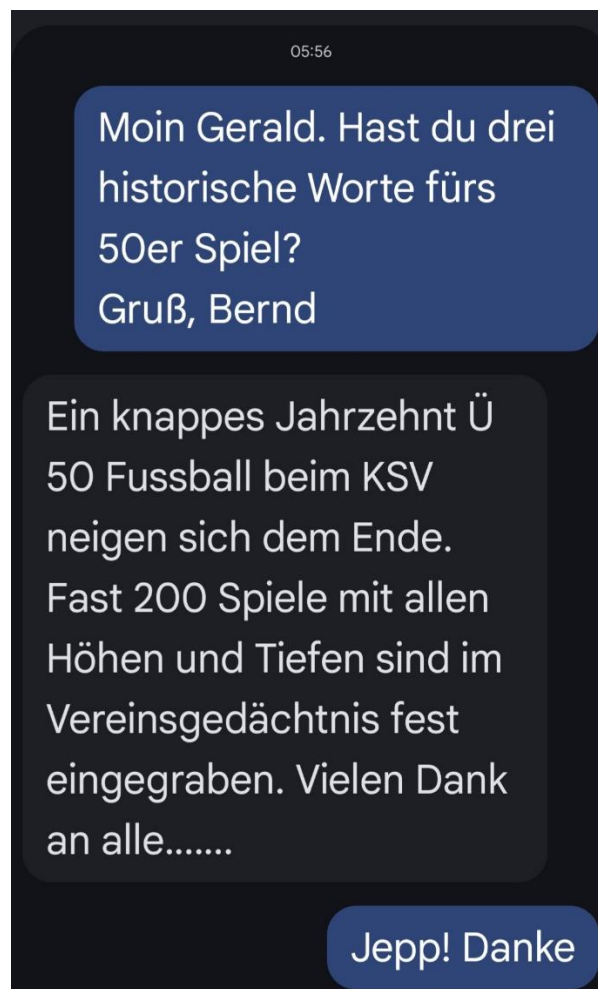 05:56
Moin Gerald. Hast du drei
historische Worte fürs
50er Spiel?
Gruß, Bernd
Ein knappes Jahrzehnt Ü
50 Fussball beim KSV
neigen sich dem Ende.
Fast 200 Spiele mit allen
Höhen und Tiefen sind im
Vereinsgedächtnis fest
eingegraben. Vielen Dank
an alle.......
Jepp! Danke